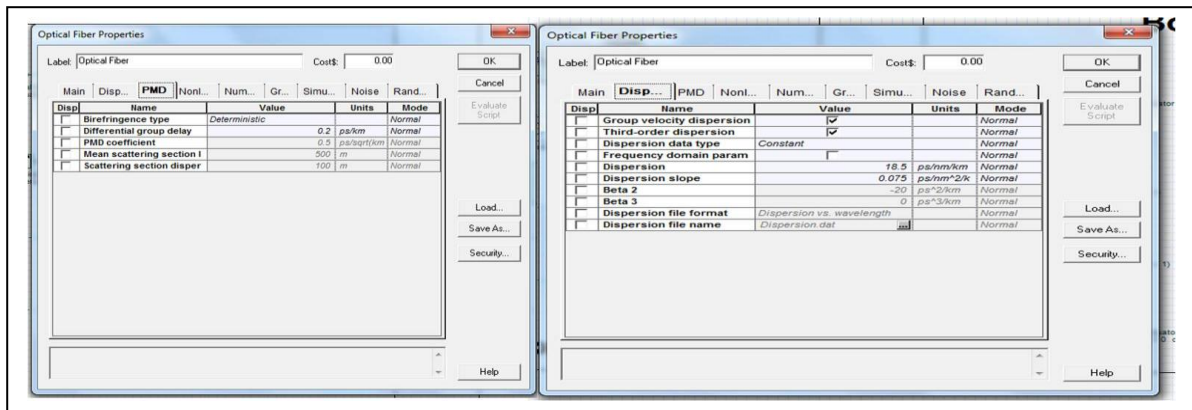 Optical Fiber Properties
Label: Optical Fiber Cost$: 0.00 OK
Main Disp... PMD Nonl... Num... Gr... Simu... Noise Rand... Cancel
Disp Name Value Units Mode
Evaluate Script
Birefringence type Deterministic Normal
Differential group delay 0.2 ps/km Normal
PMD coefficient 0.5 ps/sqrt(km Normal
Mean scattering section l 500 m Normal
Scattering section disper 100 m Normal
Load...
Save As...
Security...
Help
Optical Fiber Properties
Label: Optical Fiber Cost$: 0.00 OK
Main Disp... PMD Nonl... Num... Gr... Simu... Noise Rand... Cancel
Disp Name Value Units Mode
Evaluate Script
Group velocity dispersion Normal
Third-order dispersion Normal
Dispersion data type Constant Normal
Frequency domain param Normal
Dispersion 18.5 ps/nm/km Normal
Dispersion slope 0.075 ps/nm^2/k Normal
Beta 2 -20 ps^2/km Normal
Beta 3 0 ps^3/km Normal
Dispersion file format Dispersion vs. wavelength Normal
Dispersion file name Dispersion.dat ... Normal
Load...
Save As...
Security...
Help